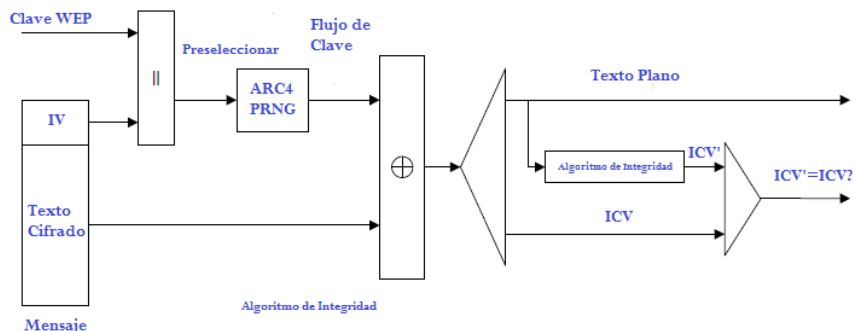 Clave WEP
Preseleccionar
Flujo de
Clave
||
ARC4
PRNG
IV
Texto
Cifrado
Mensaje
Algoritmo de Integridad
Texto Plano
Algoritmo de Integridad
ICV'
ICV
ICV'=ICV?